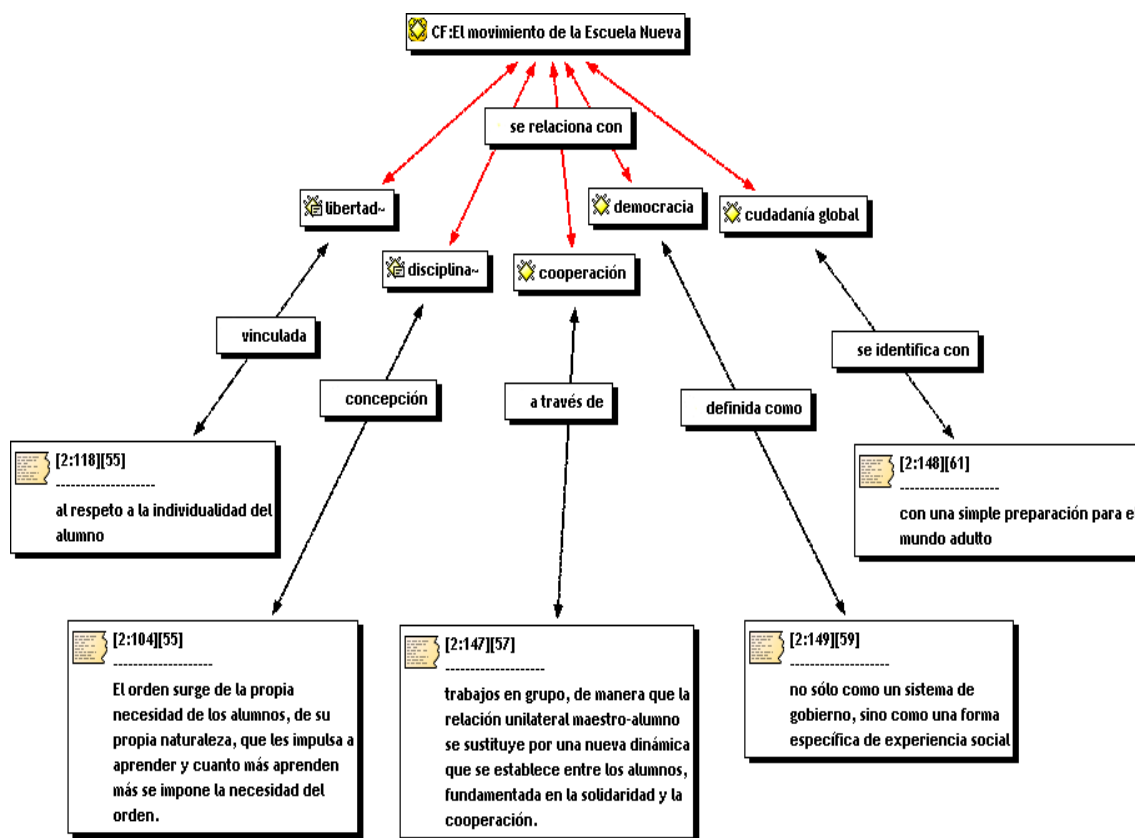 CF:El movimiento de la Escuela Nueva
se relaciona con
libertad~
disciplina~
cooperación
democracia
cudadanía global
vinculada
concepción
a través de
definida como
se identifica con
[2:118][55]
--------------------
al respeto a la individualidad del
alumno
[2:148][61]
--------------------
con una simple preparación para e
mundo adulto
[2:104][55]
--------------------
El orden surge de la propia
necesidad de los alumnos, de su
propia naturaleza, que les impulsa a
aprender y cuanto más aprenden
más se impone la necesidad del
orden.
[2:147][57]
--------------------
trabajos en grupo, de manera que la
relación unilateral maestro-alumno
se sustituye por una nueva dinámica
que se establece entre los alumnos,
fundamentada en la solidaridad y la
cooperación.
[2:149][59]
--------------------
no sólo como un sistema de
gobierno, sino como una forma
específica de experiencia social